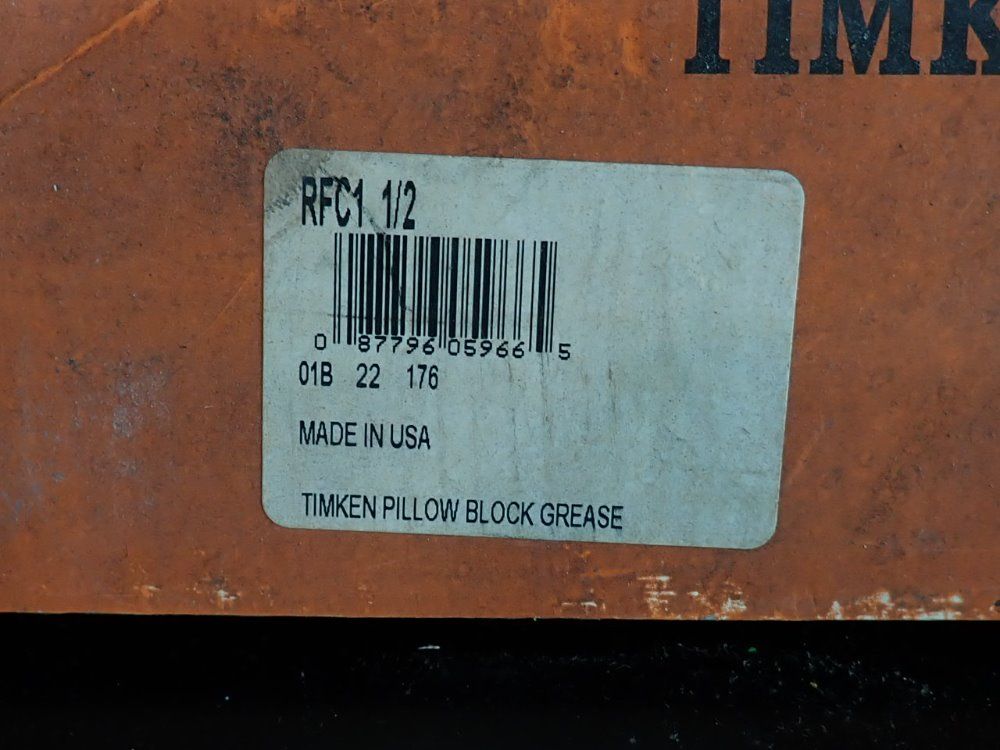 TIMK
RFC1 1/2
0 87796 05966 5
01B 22 176
MADE IN USA
TIMKEN PILLOW BLOCK GREASE